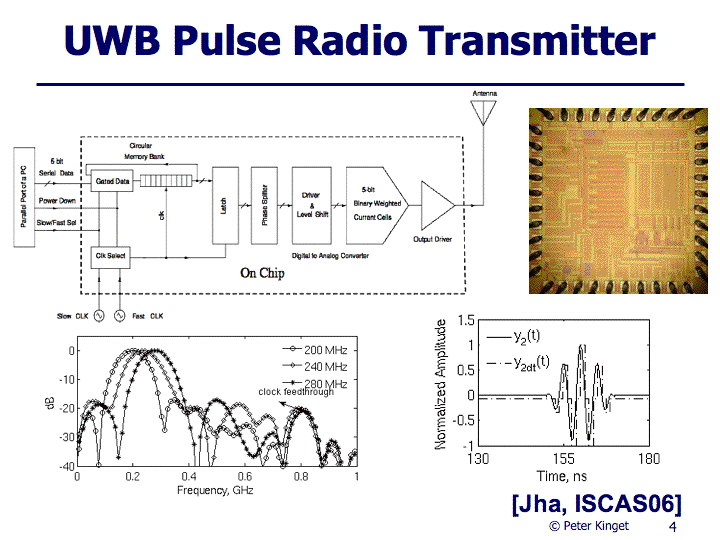 UWB Pulse Radio Transmitter
Antenna
Circular
Memory Bank
5 bit
Serial Data
Gated Data
Power Down
Slow/Fast Sel
Parallel Port of a PC
clk
Clk Select
Latch
Phase Splitter
Driver
&
Level Shift
5-bit
Binary Weighted
Current Cells
Output Driver
Digital to Analog Converter
On Chip
Slow CLK
Fast CLK
0
-10
-20
-30
-40
dB
200 MHz
240 MHz
280 MHz
clock feedthrough
0 0.2 0.4 0.6 0.8 1
Frequency, GHz
1.5
1
0.5
0
-0.5
-1
Normalized Amplitude
y2(t)
y2dt(t)
130 155 180
Time, ns
[Jha, ISCAS06]
© Peter Kinget 4